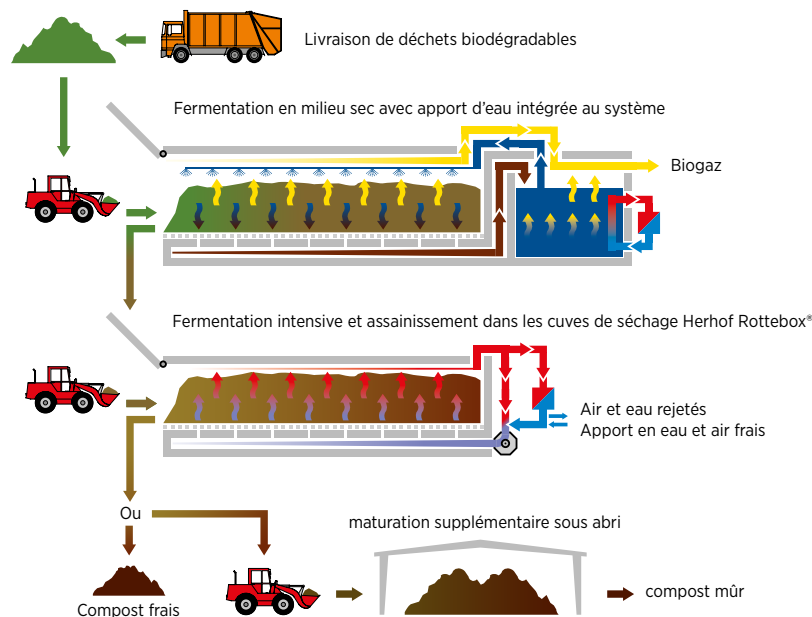 Livraison de déchets biodégradables
Fermentation en milieu sec avec apport d'eau intégrée au système
Biogaz
Fermentation intensive et assainissement dans les cuves de séchage Herhof Rottebox®
Air et eau rejetés
Apport en eau et air frais
Ou
maturation supplémentaire sous abri
Compost frais
compost mûr